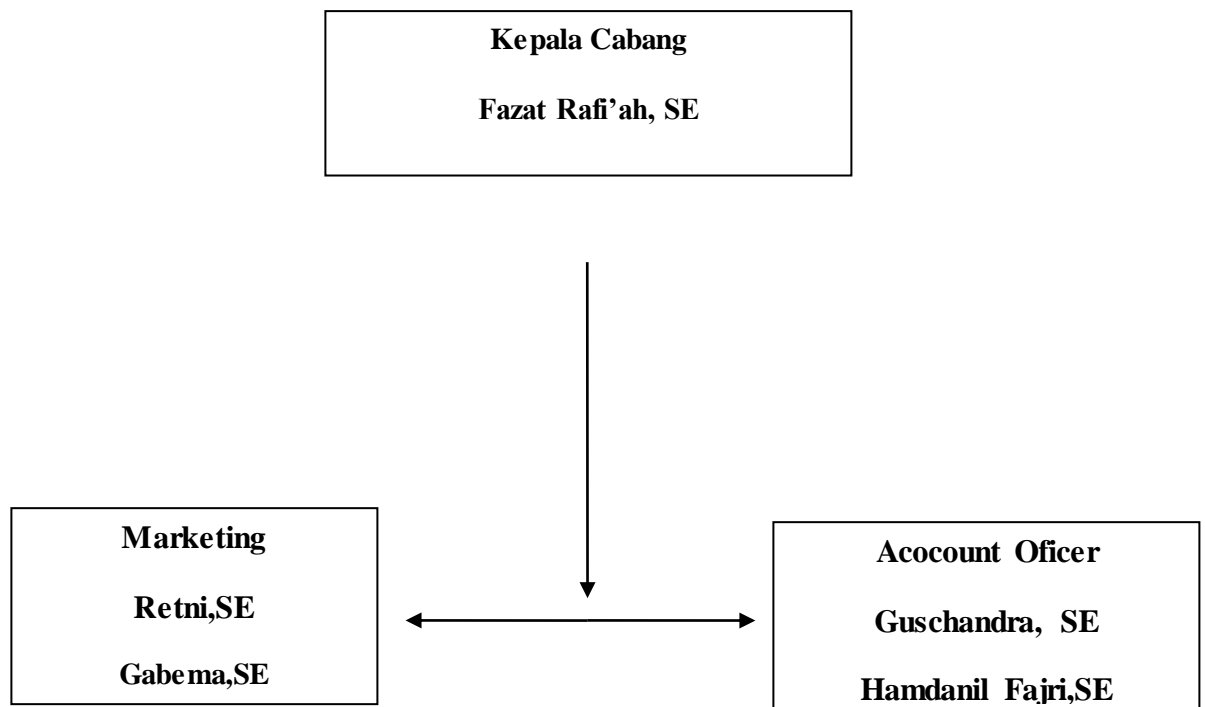 Kepala Cabang
Fazat Rafi’ah, SE
Marketing
Retni,SE
Gabema,SE
Acocount Oficer
Guschandra, SE
Hamdanil Fajri,SE